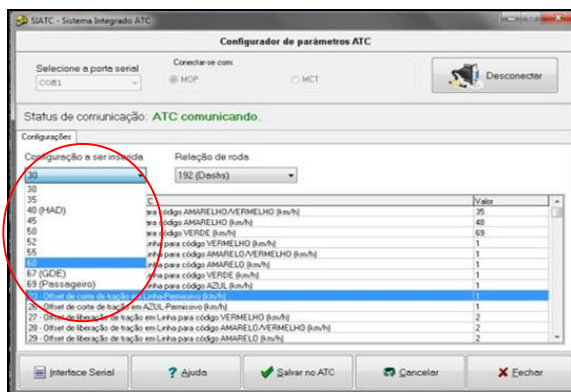 SIATC - Sistema Integrado ATC
Configurador de parâmetros ATC
Selecione a porta serial
COM1
Conectar-se com:
MOP
MCT
Desconectar
Status de comunicação: ATC comunicando.
Configurações
Configuração a ser inserida
Relação de roda
30
192 (Dashs)
30
35
40 (HAD)
45
50
52
55
60
67 (GDE)
69 (Passageiro)
C
Valor
para código AMARELHO/VERMELHO (km/h)
35
para código AMARELHO (km/h)
48
para código VERDE (km/h)
69
Linha para código VERMELHO (km/h)
1
Linha para código AMARELO/VERMELHO (km/h)
1
Linha para código AMARELO (km/h)
1
Linha para código VERDE (km/h)
1
Linha para código AZUL (km/h)
1
Offset de corte de tração em Linha-Permissivo (km/h)
1
26 - Offset de corte de tração em AZUL-Permissivo (km/h)
1
27 - Offset de liberação de tração em Linha para código VERMELHO (km/h)
2
28 - Offset de liberação de tração em Linha para código AMARELO/VERMELHO (km/h)
2
29 - Offset de liberação de tração em Linha para código AMARELO (km/h)
2
Interface Serial
Ajuda
Salvar no ATC
Cancelar
Fechar